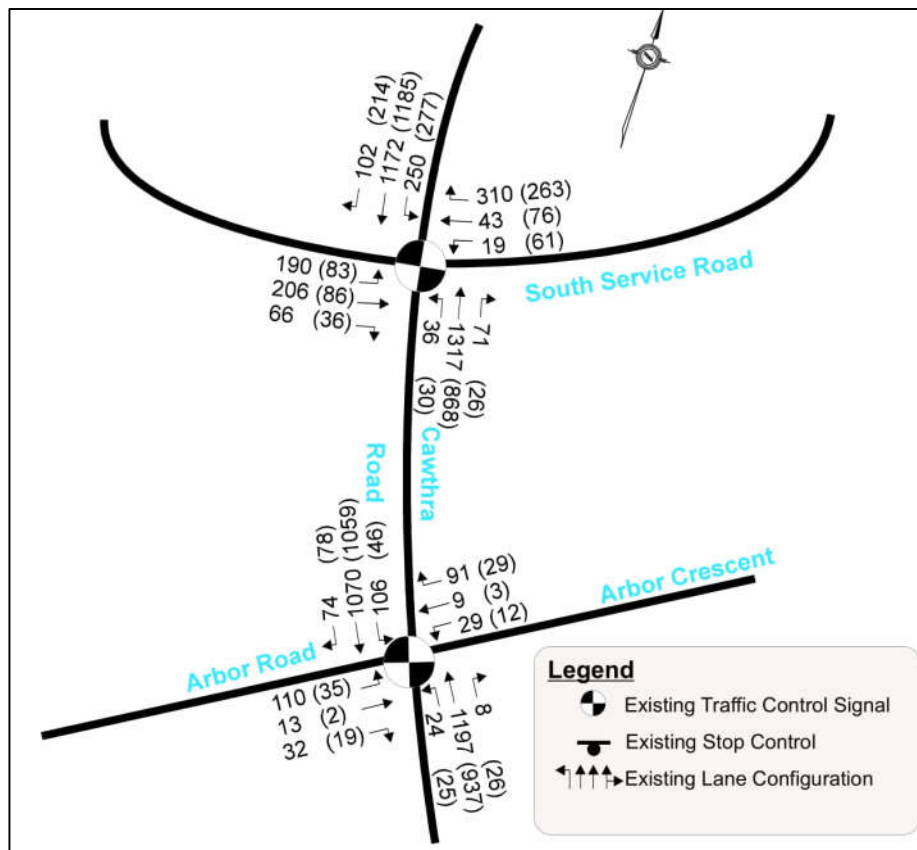 102 (214)
1172 (1185)
250 (277)
310 (263)
43 (76)
19 (61)
South Service Road
190 (83)
206 (86)
66 (36)
36 (30)
1317 (868)
71 (26)
Cawthra
Road
74 (78)
1070 (1059)
106 (46)
91 (29)
9 (3)
29 (12)
Arbor Crescent
Arbor Road
110 (35)
13 (2)
32 (19)
24 (25)
1197 (937)
8 (26)
Legend
Existing Traffic Control Signal
Existing Stop Control
Existing Lane Configuration